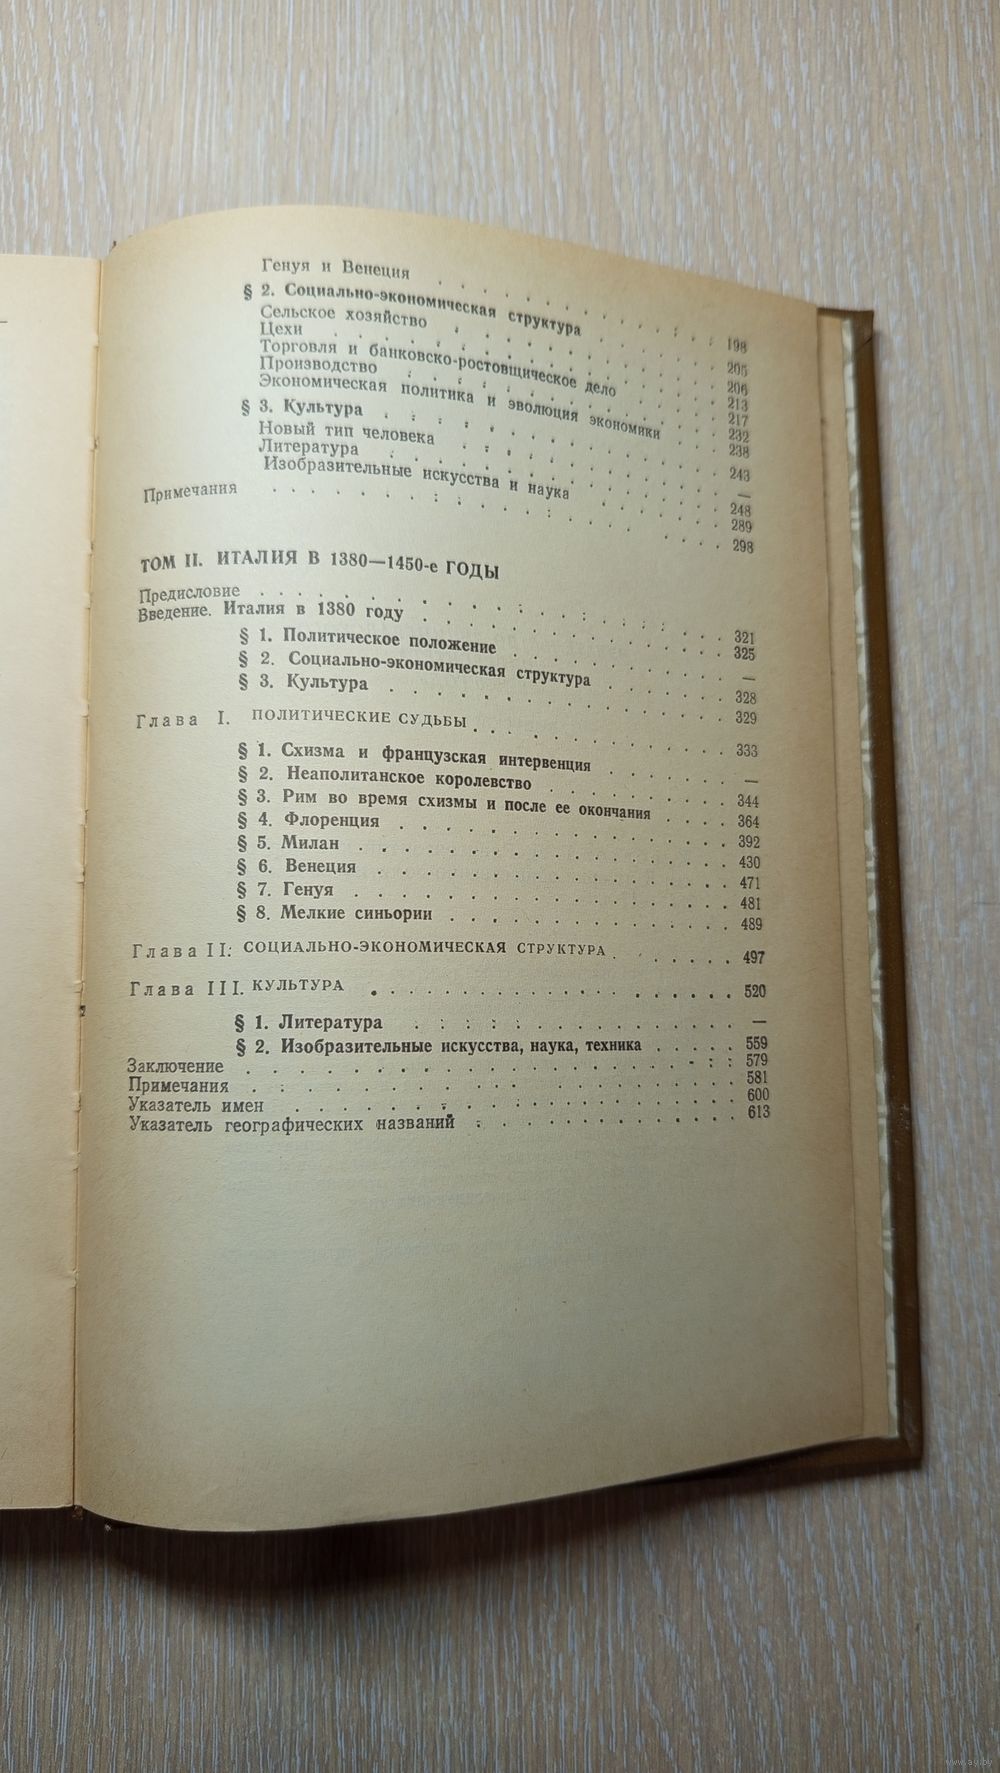 Генуя и Венеция . . . . . . . . . . 198
§ 2. Социально-экономическая структура . . . . . 205
Сельское хозяйство . . . . . . . . . 206
Цехи . . . . . . . . . . . . 213
Торговля и банковско-ростовщическое дело . . . . 217
Производство . . . . . . . . . . 232
Экономическая политика и эволюция экономики . . 238
§ 3. Культура . . . . . . . . . . 243
Новый тип человека . . . . . . . . . —
Литература . . . . . . . . . . . 248
Изобразительные искусства и наука . . . . . 289
Примечания . . . . . . . . . . . . 298
ТОМ II. ИТАЛИЯ В 1380—1450-е ГОДЫ
Предисловие . . . . . . . . . . . . 321
Введение. Италия в 1380 году . . . . . . . . 325
§ 1. Политическое положение . . . . . . . —
§ 2. Социально-экономическая структура . . . . 328
§ 3. Культура . . . . . . . . . . 329
Глава I. ПОЛИТИЧЕСКИЕ СУДЬБЫ . . . . . . . 333
§ 1. Схизма и французская интервенция . . . . —
§ 2. Неаполитанское королевство . . . . . . 344
§ 3. Рим во время схизмы и после ее окончания . . . . 364
§ 4. Флоренция . . . . . . . . . . 392
§ 5. Милан . . . . . . . . . . . 430
§ 6. Венеция . . . . . . . . . . 471
§ 7. Генуя . . . . . . . . . . . 481
§ 8. Мелкие синьории . . . . . . . . 489
Глава II: СОЦИАЛЬНО-ЭКОНОМИЧЕСКАЯ СТРУКТУРА . . . . . 497
Глава III. КУЛЬТУРА . . . . . . . . . . 520
§ 1. Литература . . . . . . . . . —
§ 2. Изобразительные искусства, наука, техника . . . . . 559
Заключение . . . . . . . . . . . . 579
Примечания . . . . . . . . . . . . 581
Указатель имен . . . . . . . . . . . 600
Указатель географических названий . . . . . . . 613
www.ay.by